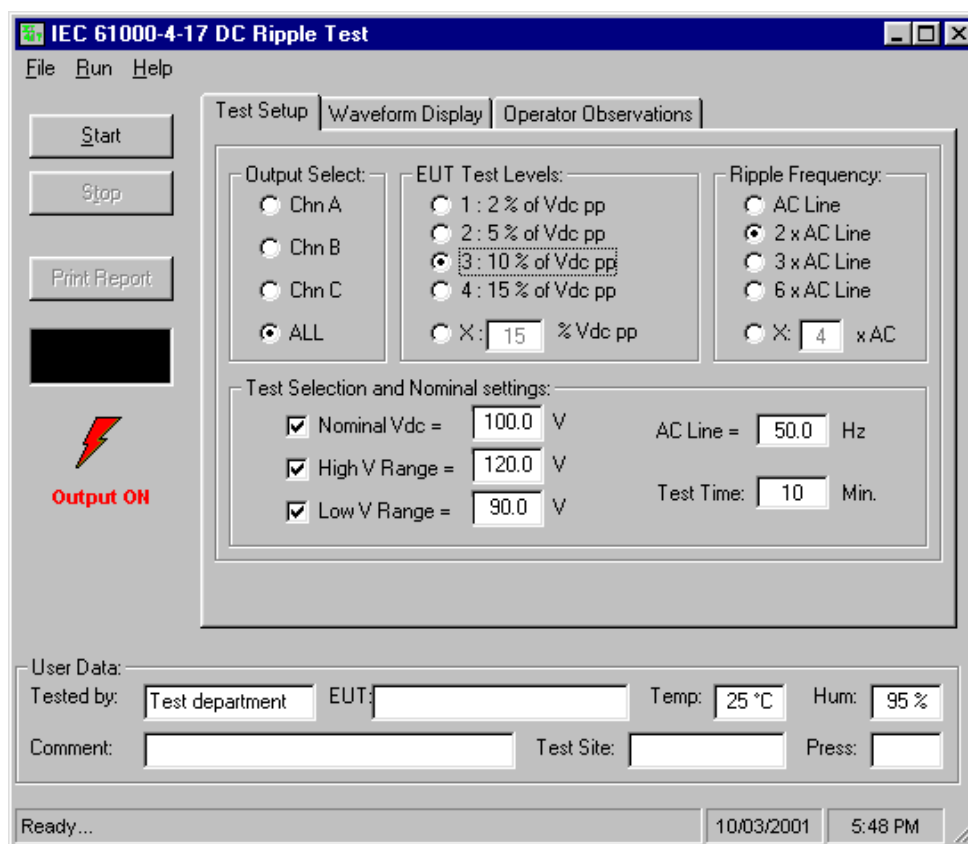 IEC 61000-4-17 DC Ripple Test
File Run Help
Start
Stop
Print Report
Output ON
Test Setup Waveform Display Operator Observations
Output Select:
Chn A
Chn B
Chn C
ALL
EUT Test Levels:
1 : 2 % of Vdc pp
2 : 5 % of Vdc pp
3 : 10 % of Vdc pp
4 : 15 % of Vdc pp
X : 15 % Vdc pp
Ripple Frequency:
AC Line
2 x AC Line
3 x AC Line
6 x AC Line
X: 4 x AC
Test Selection and Nominal settings:
Nominal Vdc = 100.0 V
High V Range = 120.0 V
Low V Range = 90.0 V
AC Line = 50.0 Hz
Test Time: 10 Min.
User Data:
Tested by: Test department EUT: Temp: 25 °C Hum: 95 %
Comment: Test Site: Press:
Ready... 10/03/2001 5:48 PM